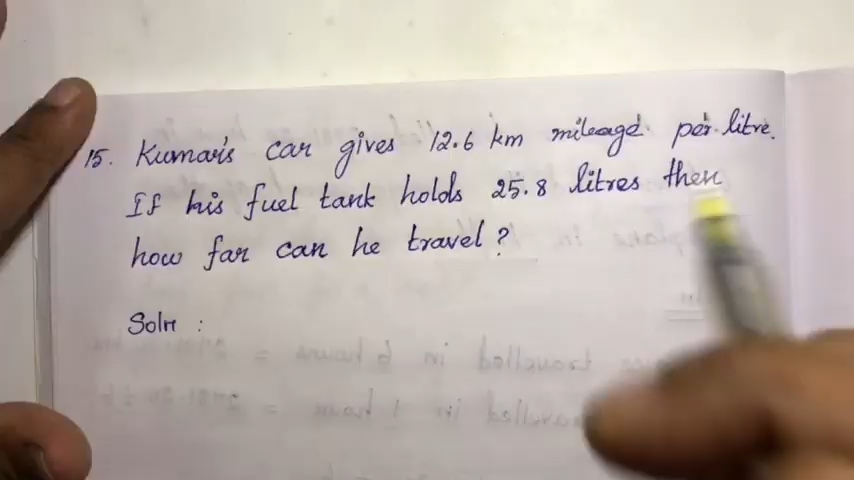 15. Kumar's car gives 12.6 km mileage per litre.
If his fuel tank holds 25.8 litres then
how far can he travel?
Soln :